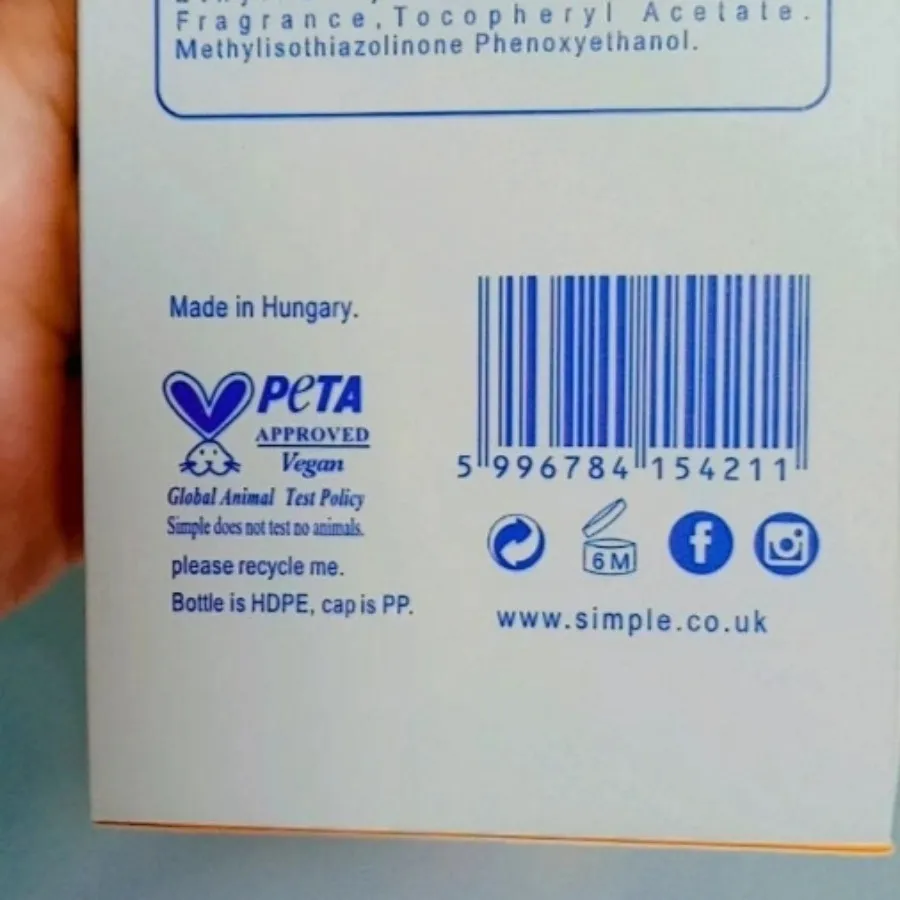 Fragrance, Tocopheryl Acetate.
Methylisothiazolinone Phenoxyethanol.
Made in Hungary.
PeTA
APPROVED
Vegan
Global Animal Test Policy
Simple does not test no animals.
please recycle me.
Bottle is HDPE, cap is PP.
5 996784 154211
6M
f
www.simple.co.uk